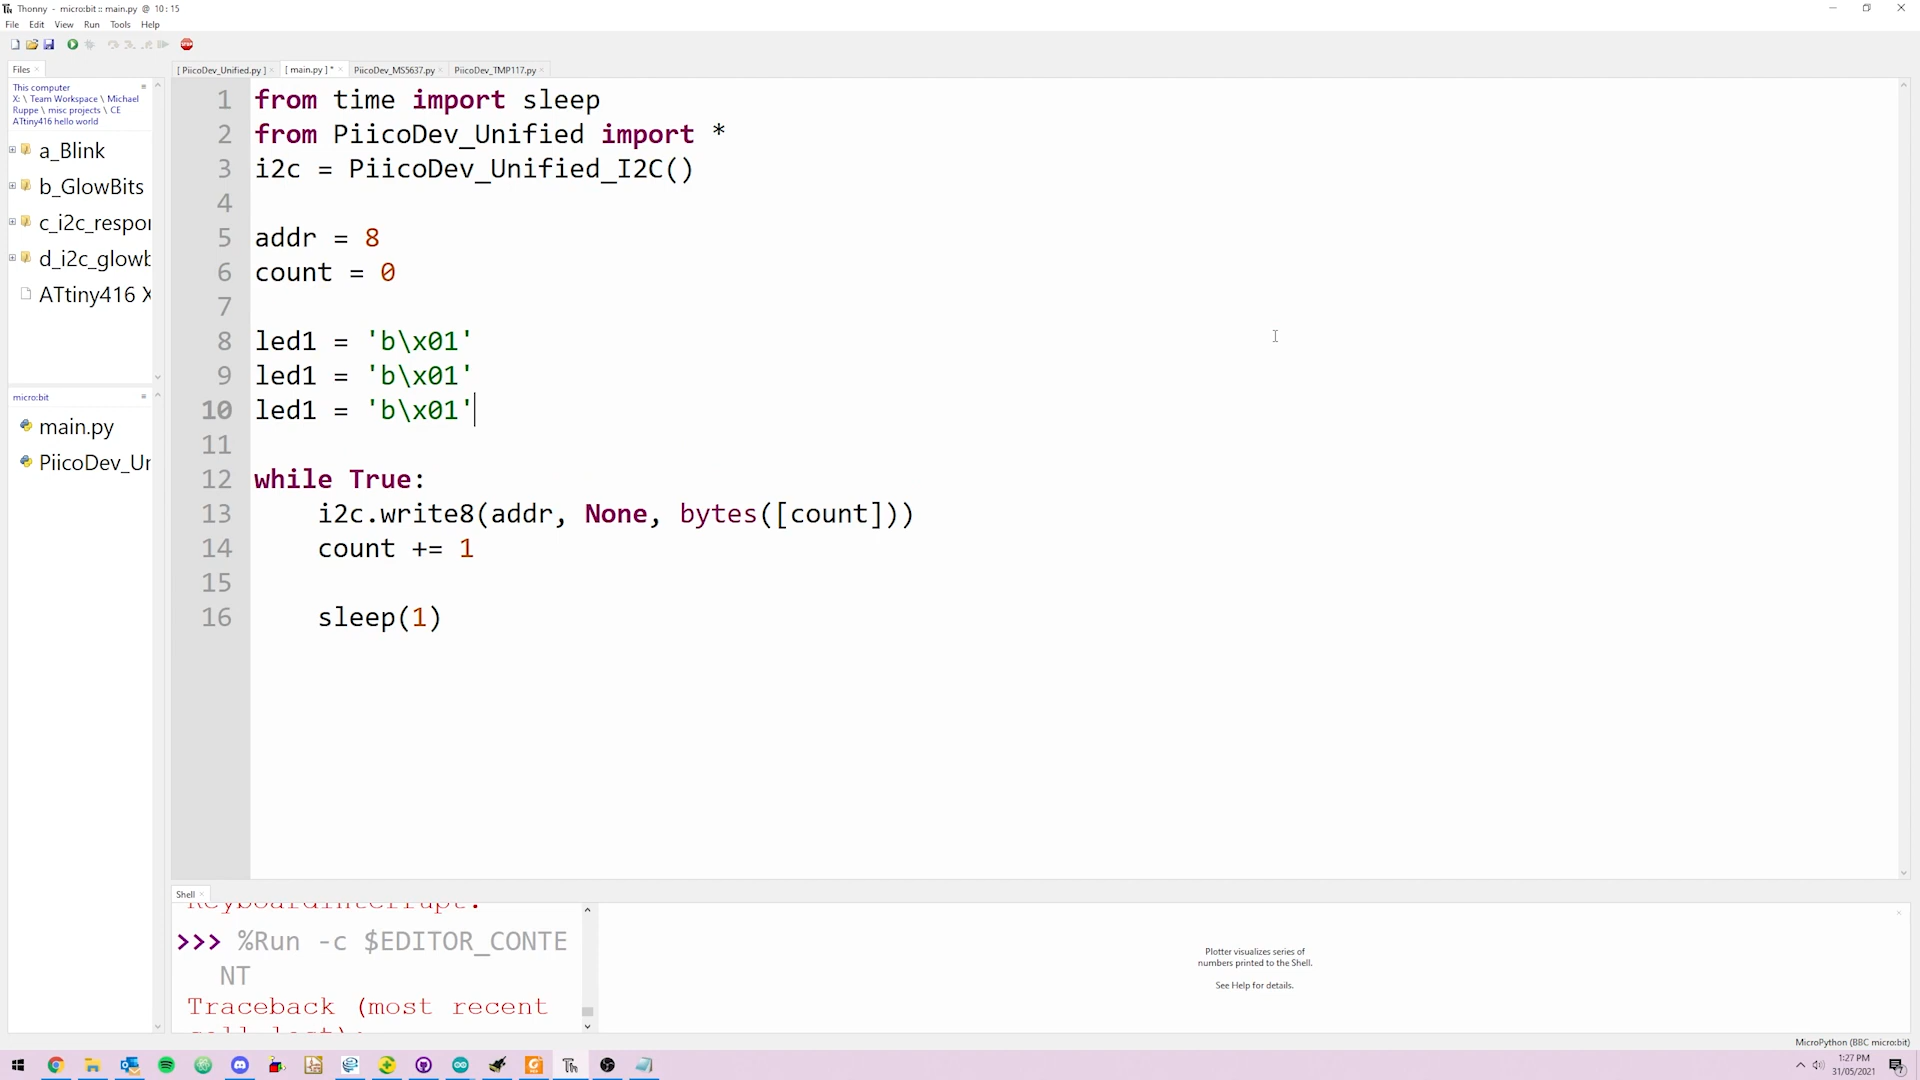 Thonny - micro:bit :: main.py @ 10:15
File Edit View Run Tools Help
Files
This computer
X: \ Team Workspace \ Michael
Ruppe \ misc projects \ CE
ATtiny416 hello world
a_Blink
b_GlowBits
c_i2c_respon
d_i2c_glowb
ATtiny416 X
micro:bit
main.py
PiicoDev_Un
[ PiicoDev_Unified.py ] [ main.py ] * PiicoDev_MS5637.py PiicoDev_TMP117.py
1 from time import sleep
2 from PiicoDev_Unified import *
3 i2c = PiicoDev_Unified_I2C()
4
5 addr = 8
6 count = 0
7
8 led1 = 'b\x01'
9 led1 = 'b\x01'
10 led1 = 'b\x01'
11
12 while True:
13 i2c.write8(addr, None, bytes([count]))
14 count += 1
15
16 sleep(1)
Shell
KeyboardInterrupt:
>>> %Run -c $EDITOR_CONTE
NT
Traceback (most recent
call last):
Plotter visualizes series of
numbers printed to the Shell.
See Help for details.
MicroPython (BBC micro:bit)
1:27 PM
31/05/2021